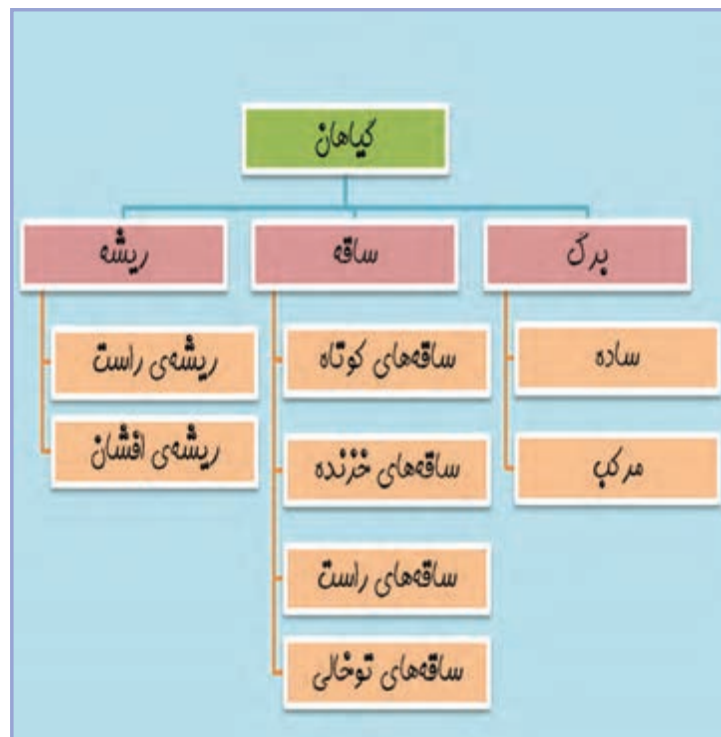 گیاهان
برگ
ساده
مرکب
ساقه
ساقه‌های کوتاه
ساقه‌های خزنده
ساقه‌های راست
ساقه‌های توخالی
ریشه
ریشه‌ی راست
ریشه‌ی افشان